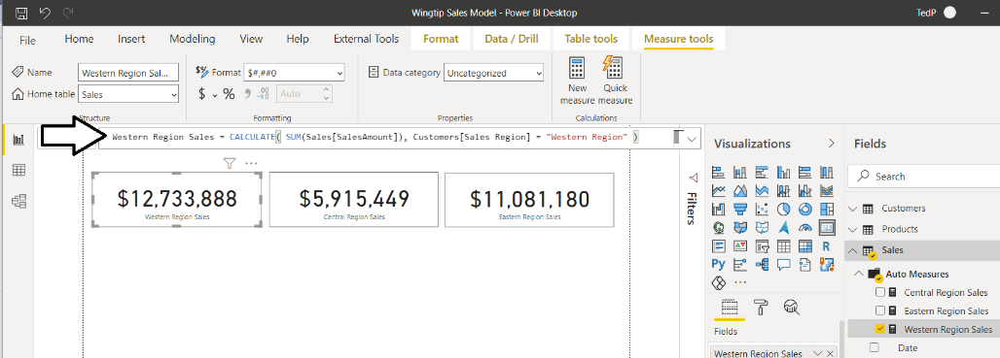 Wingtip Sales Model - Power BI Desktop
TedP
File Home Insert Modeling View Help External Tools Format Data / Drill Table tools Measure tools
Name Western Region Sal...
Home table Sales
Structure
$% Format $#,##0
$ % 9 .00 Auto
Formatting
Data category Uncategorized
Properties
New measure
Quick measure
Calculations
Western Region Sales = CALCULATE( SUM(Sales[SalesAmount]), Customers[Sales Region] = "Western Region" )
$12,733,888
Western Region Sales
$5,915,449
Central Region Sales
$11,081,180
Eastern Region Sales
Filters
Visualizations
R
Py
Fields
Western Region Sales
Fields
Search
Customers
Products
Sales
Auto Measures
Central Region Sales
Eastern Region Sales
Western Region Sales
Date